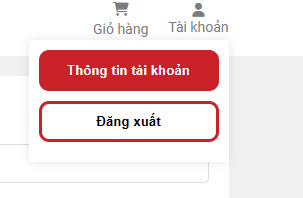 Giỏ hàng
Tài khoản
Thông tin tài khoản
Đăng xuất